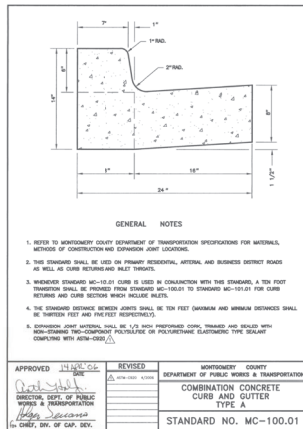 7"
1"
1" RAD.
2" RAD.
6"
14"
8"
1 1/2"
16"
24"
GENERAL NOTES
1. REFER TO MONTGOMERY COUNTY DEPARTMENT OF TRANSPORTATION SPECIFICATIONS FOR MATERIALS,
METHODS OF CONSTRUCTION AND EXPANSION JOINT LOCATIONS.
2. THIS STANDARD SHALL BE USED ON PRIMARY RESIDENTIAL, ARTERIAL AND BUSINESS DISTRICT ROADS
AS WELL AS CURB RETURNS AND INLET THROATS.
3. WHENEVER STANDARD MC-10.01 CURB IS USED IN CONJUNCTION WITH THIS STANDARD, A TEN FOOT
TRANSITION SHALL BE PROVIDED FROM STANDARD MC-100.01 TO STANDARD MC-101.01 FOR CURB
RETURNS AND CURB SECTIONS WHICH INCLUDE INLETS.
4. THE STANDARD DISTANCE BETWEEN JOINTS SHALL BE TEN FEET (MAXIMUM AND MINIMUM DISTANCES SHALL
BE THIRTEEN FEET AND FIVE FEET RESPECTIVELY).
5. EXPANSION JOINT MATERIAL SHALL BE 1/2 INCH PREFORMED CORK, TRIMMED AND SEALED WITH
NON-STAINING TWO-COMPONENT POLYSULFIDE OR POLYURETHANE ELASTOMERIC TYPE SEALANT
COMPLYING WITH ASTM-C920
APPROVED 14 APR '06
DATE
DIRECTOR, DEPT. OF PUBLIC
WORKS & TRANSPORTATION
CHIEF, DIV. OF CAP. DEV.
REVISED
ASTM-C920
MONTGOMERY COUNTY
DEPARTMENT OF PUBLIC WORKS & TRANSPORTATION
COMBINATION CONCRETE
CURB AND GUTTER
TYPE A
STANDARD NO. MC-100.01